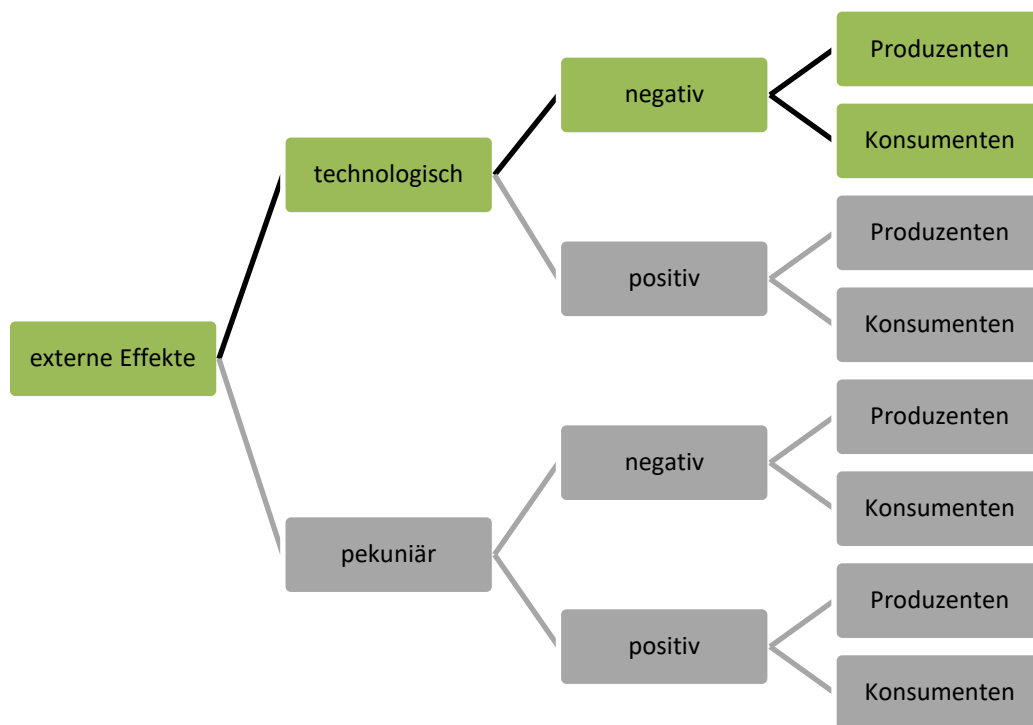 externe Effekte
technologisch
negativ
Produzenten
Konsumenten
positiv
Produzenten
Konsumenten
pekuniär
negativ
Produzenten
Konsumenten
positiv
Produzenten
Konsumenten